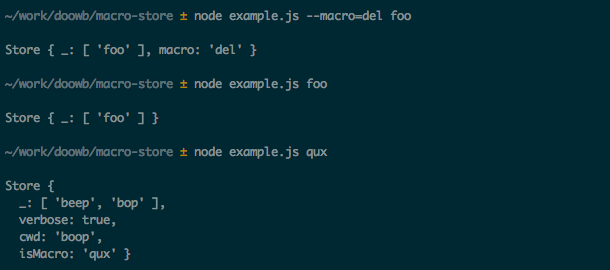 ~/work/doowb/macro-store ± node example.js --macro=del foo
Store { _: [ 'foo' ], macro: 'del' }
~/work/doowb/macro-store ± node example.js foo
Store { _: [ 'foo' ] }
~/work/doowb/macro-store ± node example.js qux
Store {
  _: [ 'beep', 'bop' ],
  verbose: true,
  cwd: 'boop',
  isMacro: 'qux' }